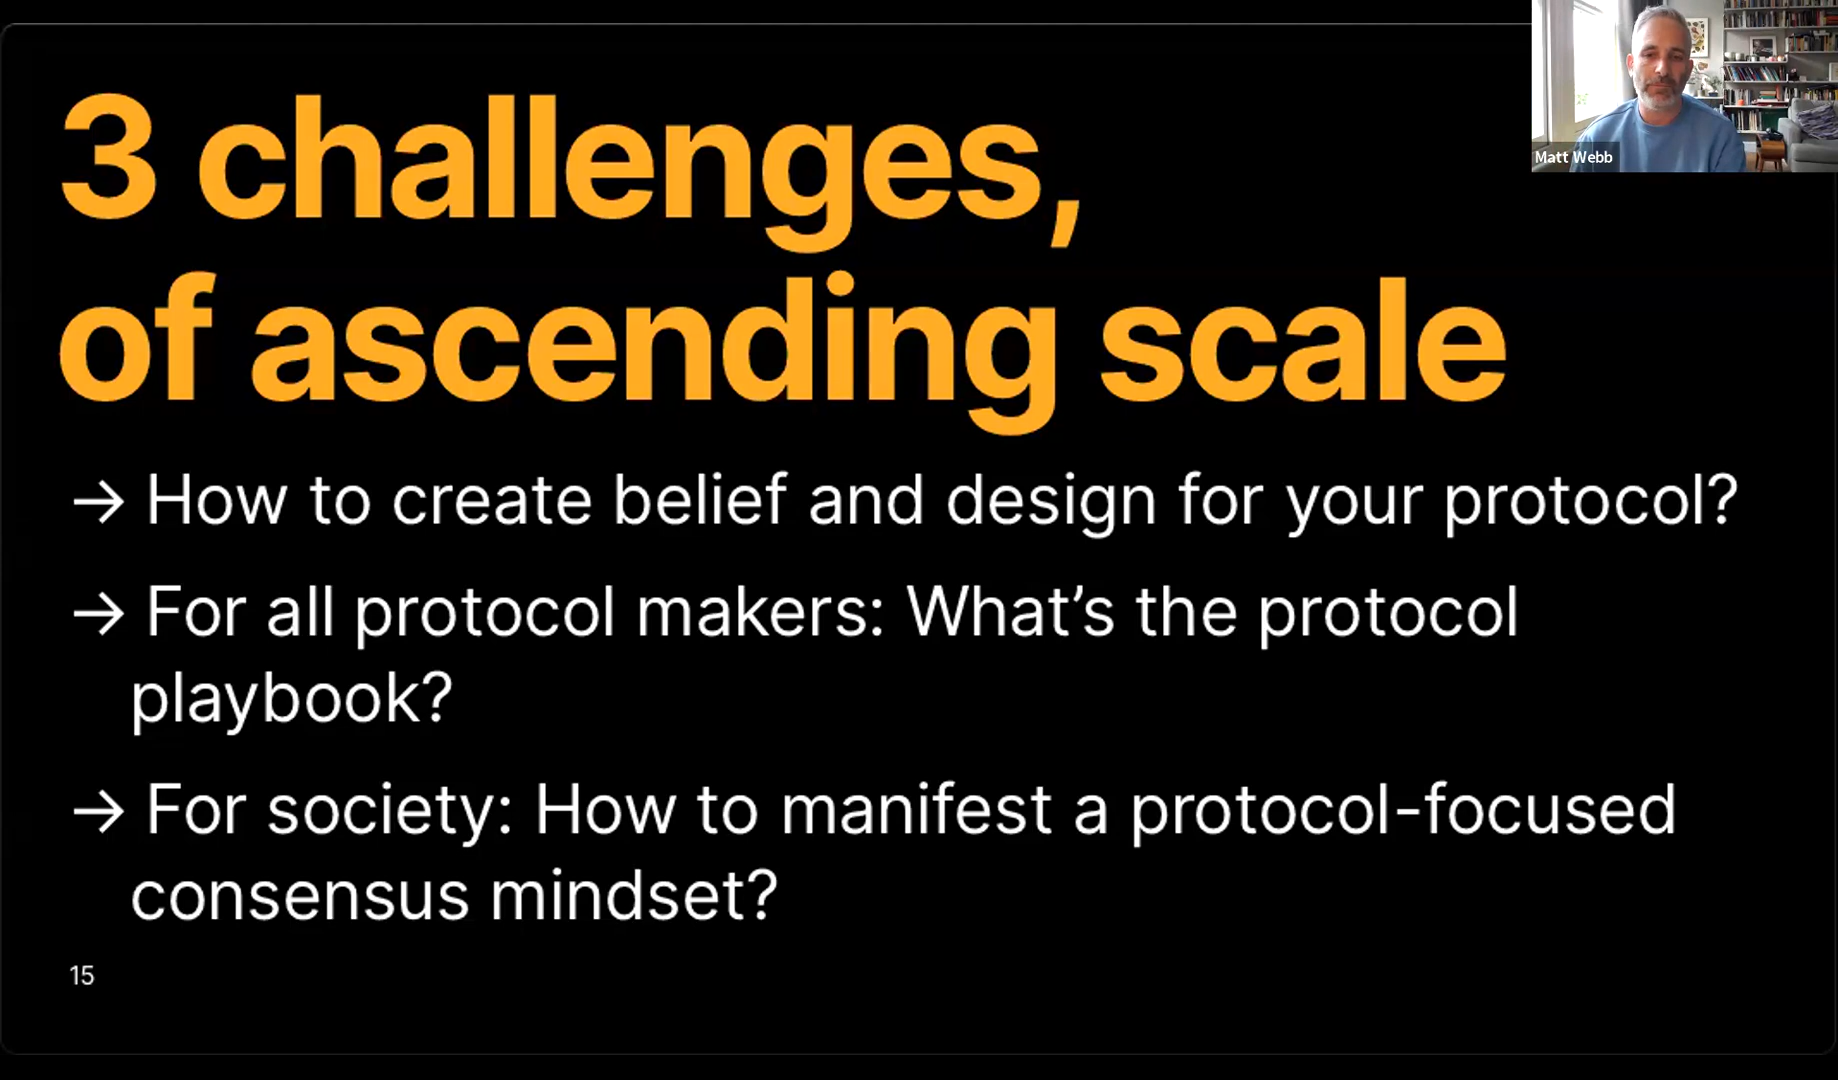 3 challenges,
of ascending scale
→ How to create belief and design for your protocol?
→ For all protocol makers: What’s the protocol
playbook?
→ For society: How to manifest a protocol-focused
consensus mindset?
15
Matt Webb